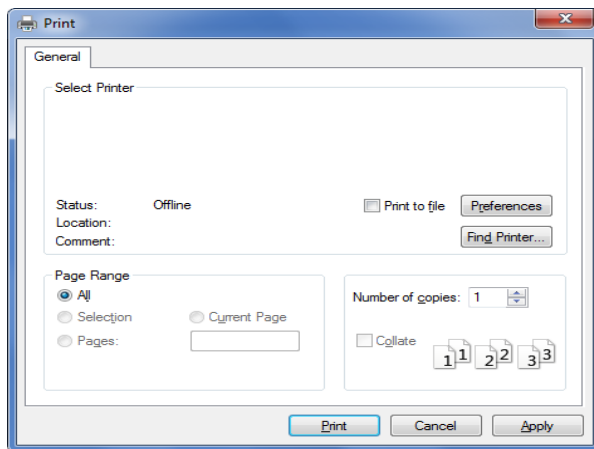 Print
General
Select Printer
Status: Offline
Print to file
Preferences
Location:
Comment:
Find Printer...
Page Range
All
Selection
Current Page
Pages:
Number of copies: 1
Collate
1 1 2 2 3 3
Print
Cancel
Apply